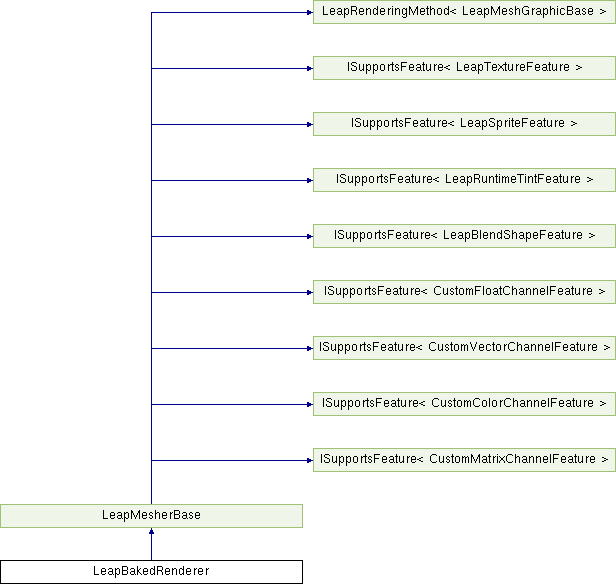 LeapRenderingMethod< LeapMeshGraphicBase >
ISupportsFeature< LeapTextureFeature >
ISupportsFeature< LeapSpriteFeature >
ISupportsFeature< LeapRuntimeTintFeature >
ISupportsFeature< LeapBlendShapeFeature >
ISupportsFeature< CustomFloatChannelFeature >
ISupportsFeature< CustomVectorChannelFeature >
ISupportsFeature< CustomColorChannelFeature >
ISupportsFeature< CustomMatrixChannelFeature >
LeapMesherBase
LeapBakedRenderer